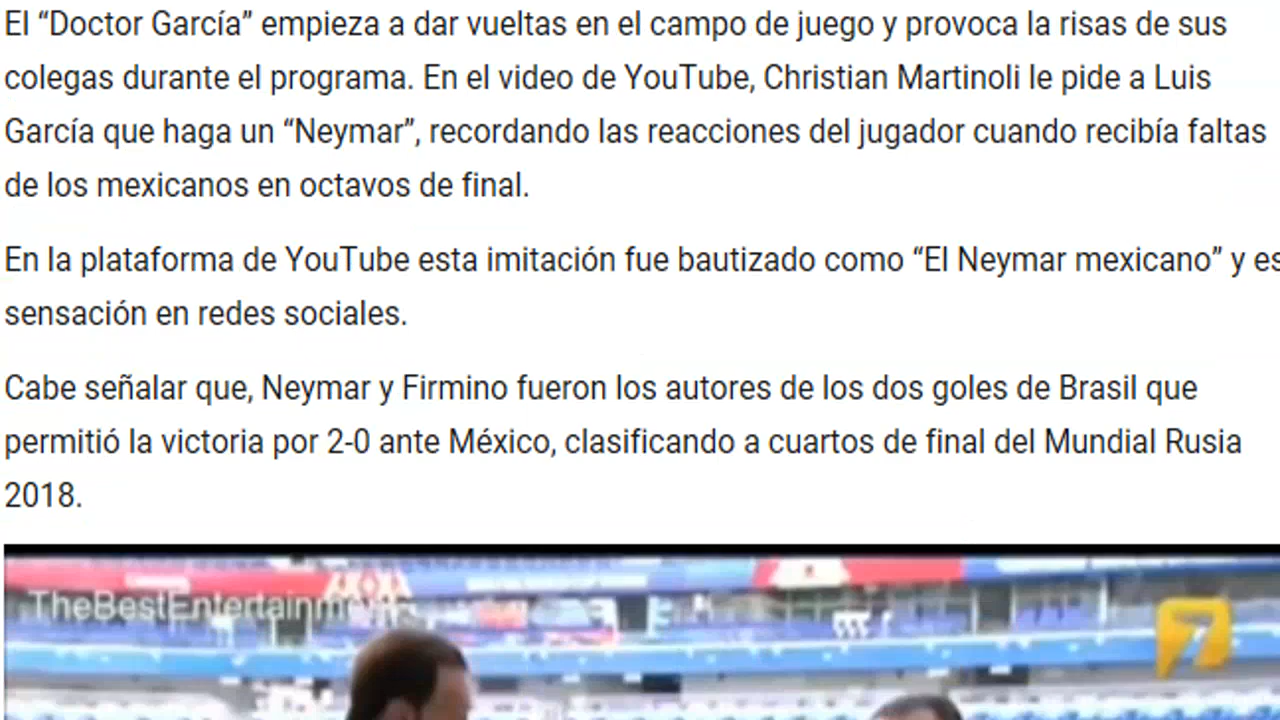 El “Doctor García” empieza a dar vueltas en el campo de juego y provoca la risas de sus
colegas durante el programa. En el video de YouTube, Christian Martinoli le pide a Luis
García que haga un “Neymar”, recordando las reacciones del jugador cuando recibía faltas
de los mexicanos en octavos de final.
En la plataforma de YouTube esta imitación fue bautizado como “El Neymar mexicano” y es
sensación en redes sociales.
Cabe señalar que, Neymar y Firmino fueron los autores de los dos goles de Brasil que
permitió la victoria por 2-0 ante México, clasificando a cuartos de final del Mundial Rusia
2018.
7